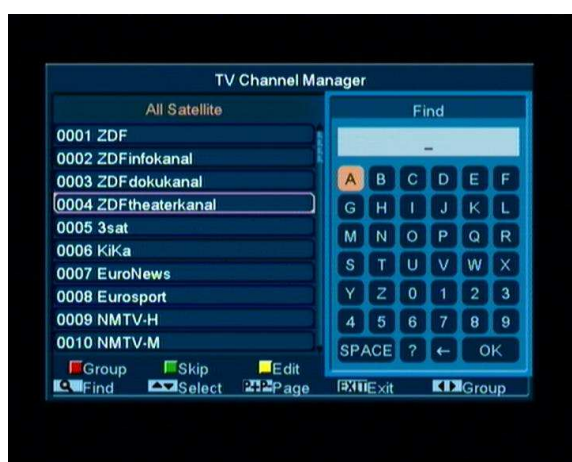 TV Channel Manager
All Satellite
0001 ZDF
0002 ZDFinfokanal
0003 ZDFdokukanal
0004 ZDFtheaterkanal
0005 3sat
0006 KiKa
0007 EuroNews
0008 Eurosport
0009 NMTV-H
0010 NMTV-M
Find
_
A B C D E F
G H I J K L
M N O P Q R
S T U V W X
Y Z 0 1 2 3
4 5 6 7 8 9
SPACE ? ← OK
Group Skip Edit
Find Select P+P- Page EXIT Exit Group